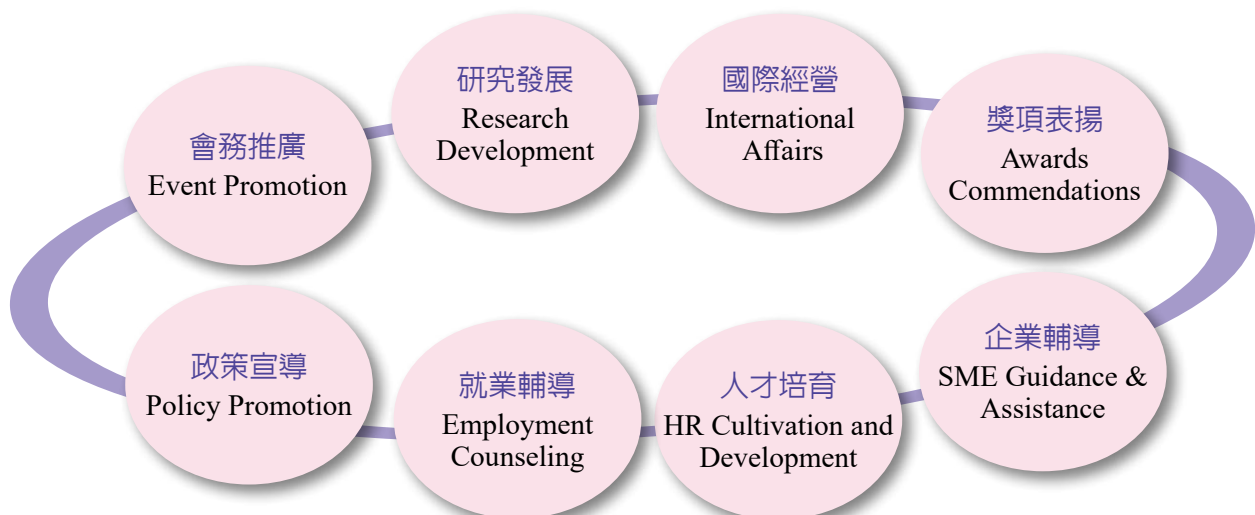 會務推廣
Event Promotion
研究發展
Research
Development
國際經營
International
Affairs
獎項表揚
Awards
Commendations
政策宣導
Policy Promotion
就業輔導
Employment
Counseling
人才培育
HR Cultivation and
Development
企業輔導
SME Guidance &
Assistance